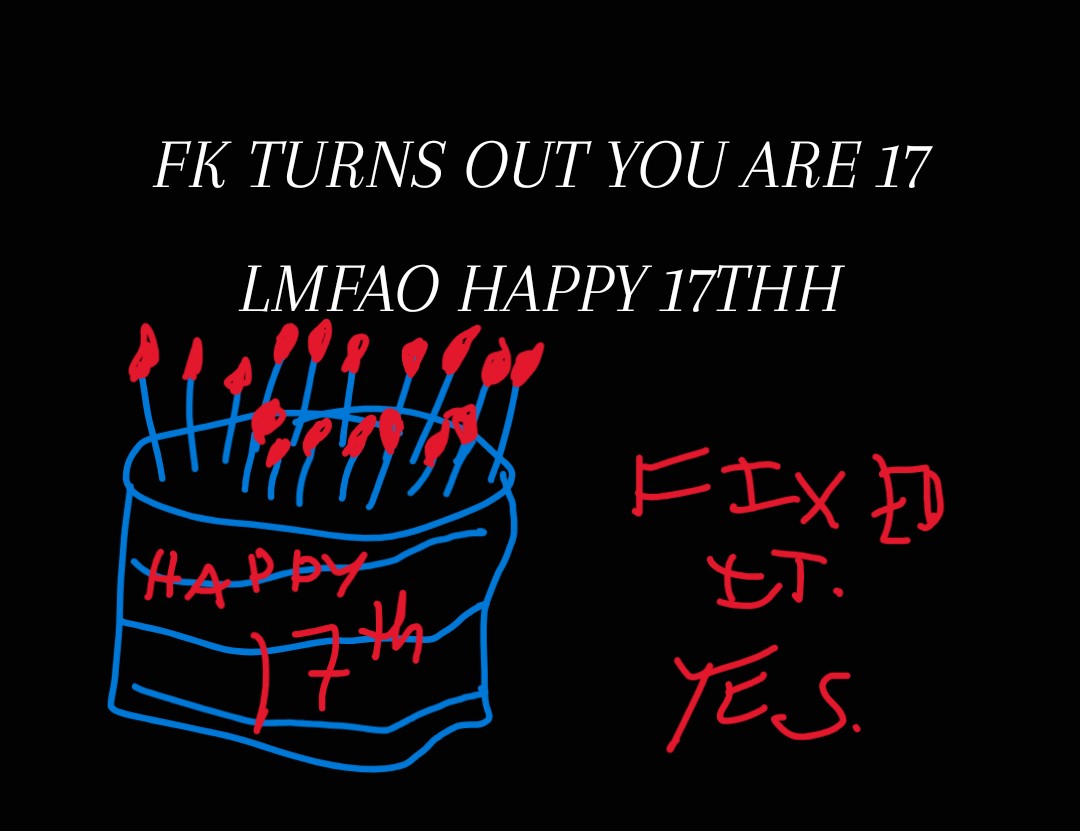 FK TURNS OUT YOU ARE 17
LMFAO HAPPY 17THH
HAPPY
17th
FIXED
IT.
YES.